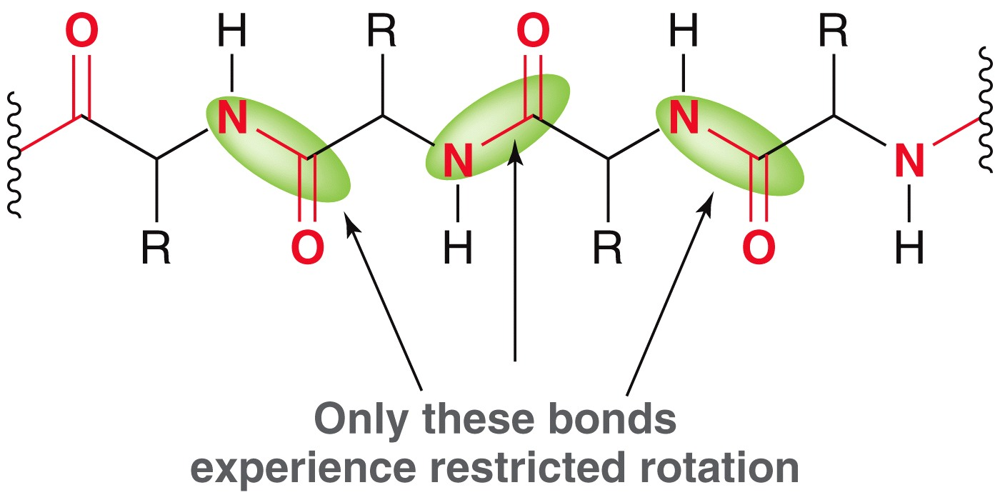 O H R O H R
N N N N
R O H R O H
Only these bonds
experience restricted rotation